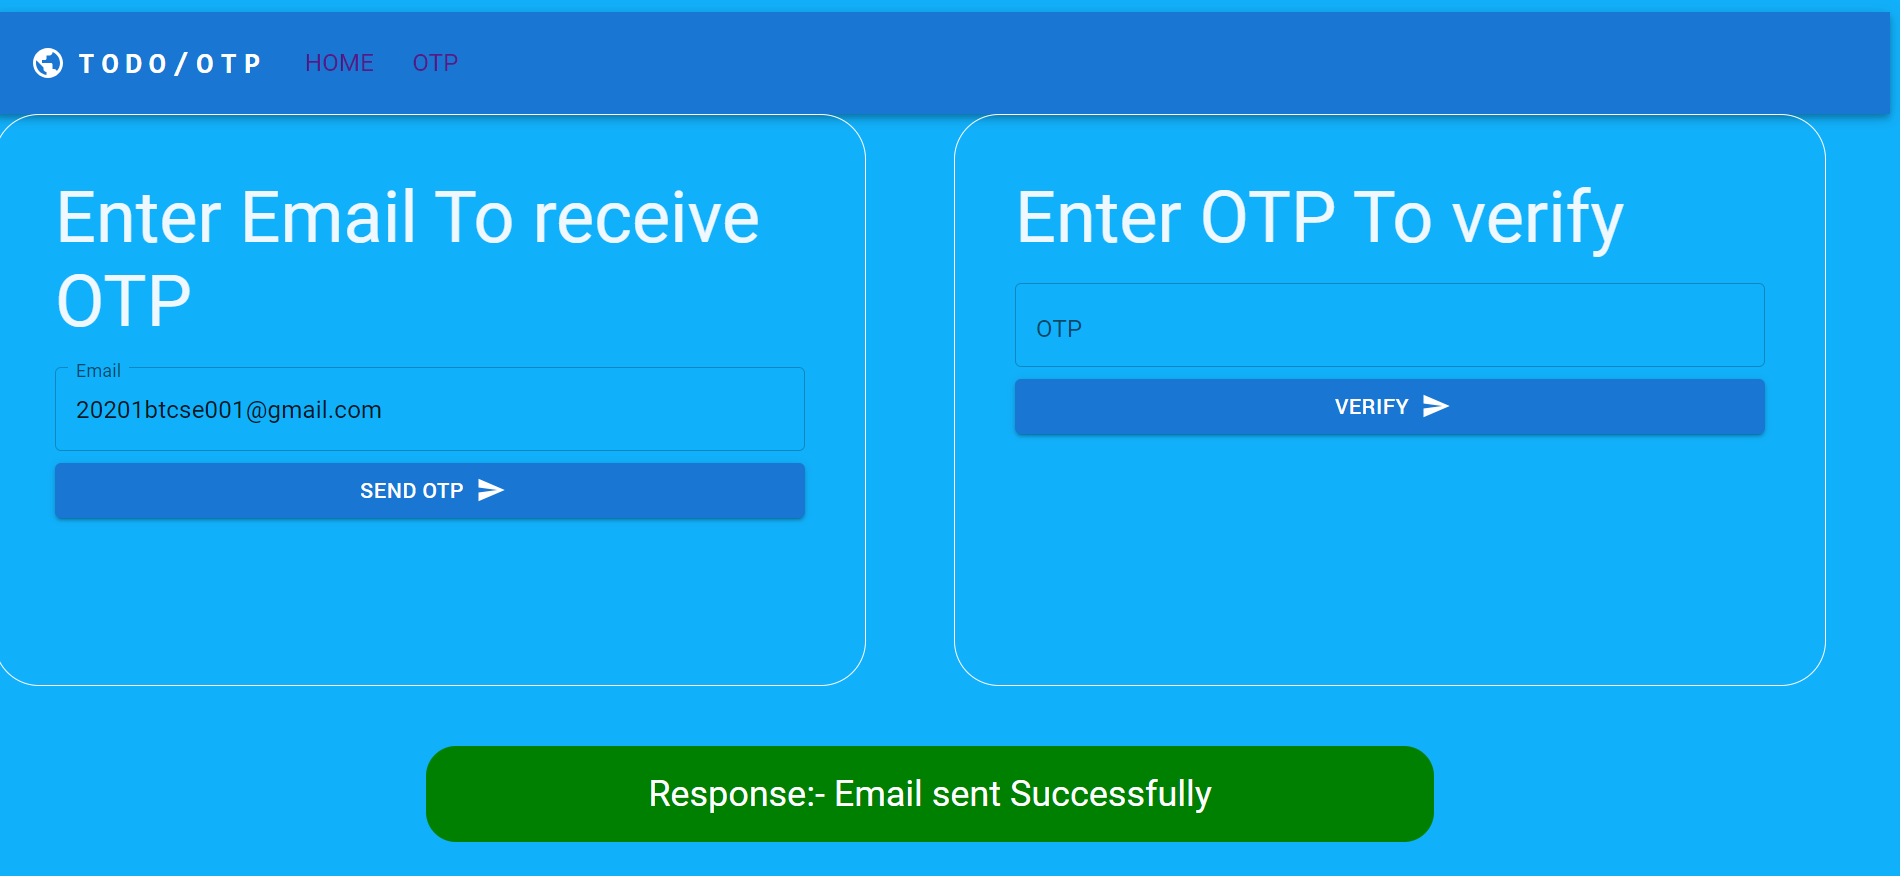 TODO/OTP HOME OTP
Enter Email To receive
OTP
Email
20201btcse001@gmail.com
SEND OTP
Enter OTP To verify
OTP
VERIFY
Response:- Email sent Successfully